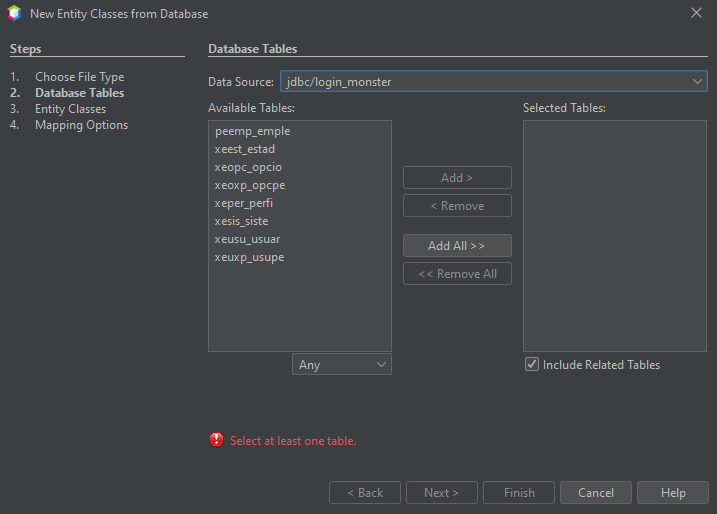 New Entity Classes from Database
Steps
1. Choose File Type
2. Database Tables
3. Entity Classes
4. Mapping Options
Database Tables
Data Source: jdbc/login_monster
Available Tables:
peemp_emple
xeest_estad
xeopc_opcio
xeoxp_opcpe
xeper_perfi
xesis_siste
xeusu_usuar
xeuxp_usupe
Any
Add >
< Remove
Add All >>
<< Remove All
Selected Tables:
Include Related Tables
Select at least one table.
< Back Next > Finish Cancel Help